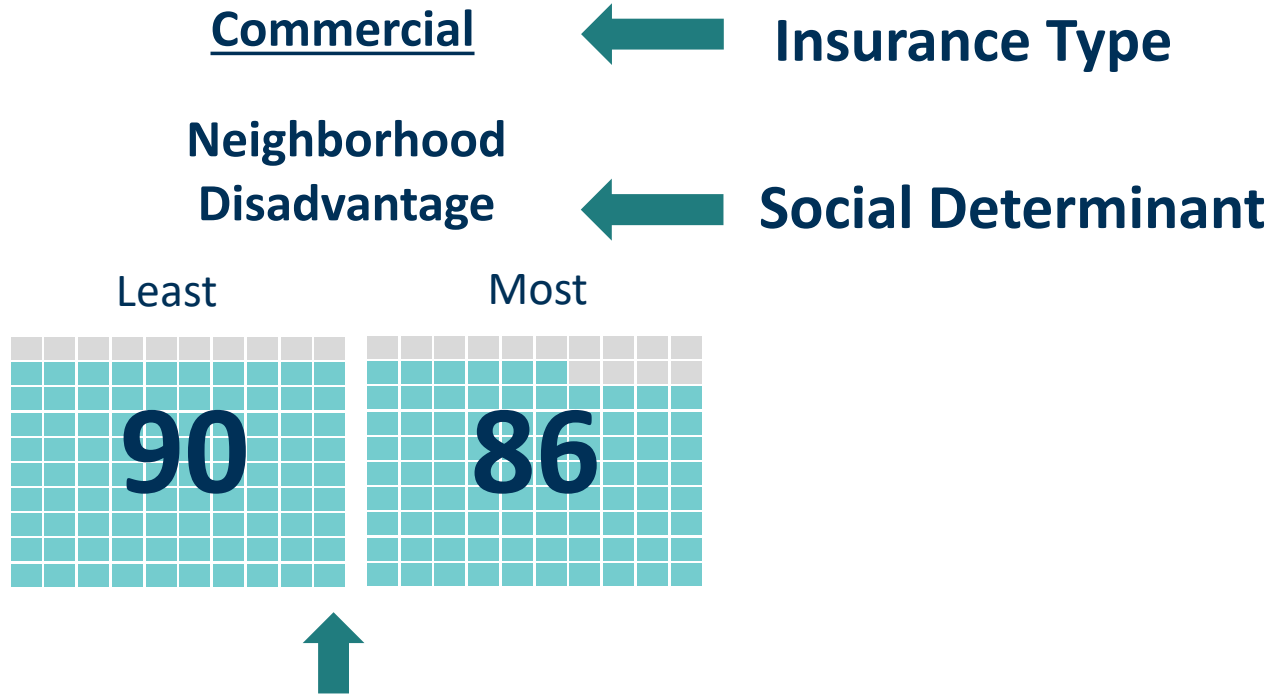 Commercial
Insurance Type
Neighborhood
Disadvantage
Social Determinant
Least
Most
90
86